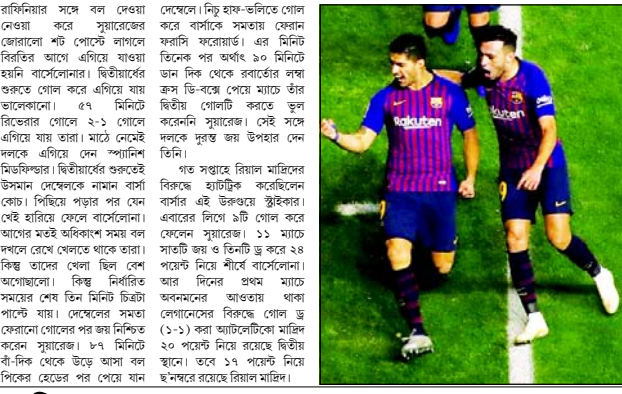 রাফিনিয়ার সঙ্গে বল দেওয়া
নেওয়া করে সুয়ারেজের
জোরালো শট পোস্টে লাগলে
বিরতির আগে এগিয়ে যাওয়া
হয়নি বার্সেলোনার। দ্বিতীয়ার্ধের
শুরুতে গোল করে এগিয়ে যায়
ভালেকানো। ৫৭ মিনিটে
রিভেরার গোলে ২-১ গোলে
এগিয়ে যায় তারা। মাঠে নেমেই
দলকে এগিয়ে দেন স্প্যানিশ
মিডফিল্ডার। দ্বিতীয়ার্ধের শুরুতেই
উসমান দেম্বেলেকে নামান বার্সা
কোচ। পিছিয়ে পড়ার পর যেন
খেই হারিয়ে ফেলে বার্সেলোনা।
আগের মতই অধিকাংশ সময় বল
দখলে রেখে খেলতে থাকে তারা।
কিন্তু তাদের খেলা ছিল বেশ
অগোছালো। কিন্তু নির্ধারিত
সময়ের শেষ তিন মিনিট চিত্রটা
পাল্টে যায়। দেম্বেলের সমতা
ফেরানো গোলের পর জয় নিশ্চিত
করেন সুয়ারেজ। ৮৭ মিনিটে
বাঁ-দিক থেকে উড়ে আসা বল
পিকের হেডের পর পেয়ে যান
দেম্বেলে। নিচু হাফ-ভলিতে গোল
করে বার্সাকে সমতায় ফেরান
ফরাসি ফরোয়ার্ড। এর মিনিট
তিনেক পর অর্থাৎ ৯০ মিনিটে
ডান দিক থেকে রবার্তোর লম্বা
ক্রস ডি-বক্সে পেয়ে ম্যাচে তাঁর
দ্বিতীয় গোলটি করতে ভুল
করেননি সুয়ারেজ। সেই সঙ্গে
দলকে দুরন্ত জয় উপহার দেন
তিনি।
গত সপ্তাহে রিয়াল মাদ্রিদের
বিরুদ্ধে হ্যাটট্রিক করেছিলেন
বার্সার এই উরুগুয়ে স্ট্রাইকার।
এবারের লিগে ৯টি গোল করে
ফেলেন সুয়ারেজ। ১১ ম্যাচে
সাতটি জয় ও তিনটি ড্র করে ২৪
পয়েন্ট নিয়ে শীর্ষে বার্সেলোনা।
আর দিনের প্রথম ম্যাচে
অবনমনের আওতায় থাকা
লেগানেসের বিরুদ্ধে গোল ড্র
(১-১) করা অ্যাটলেটিকো মাদ্রিদ
২০ পয়েন্ট নিয়ে রয়েছে দ্বিতীয়
স্থানে। তবে ১৭ পয়েন্ট নিয়ে
ছ'নম্বরে রয়েছে রিয়াল মাদ্রিদ।
Rakuten
Rakuten